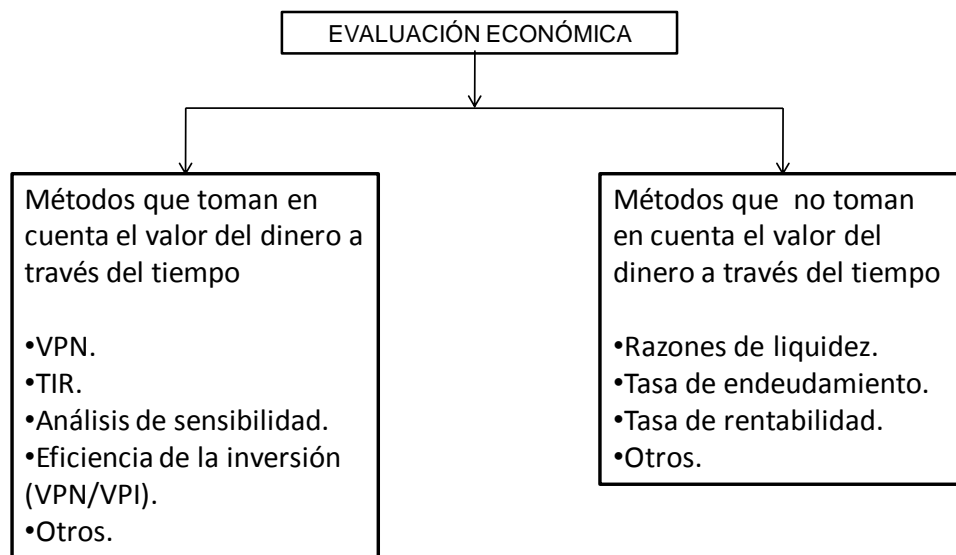 EVALUACIÓN ECONÓMICA
Métodos que toman en
cuenta el valor del dinero a
través del tiempo
•VPN.
•TIR.
•Análisis de sensibilidad.
•Eficiencia de la inversión
(VPN/VPI).
•Otros.
Métodos que no toman
en cuenta el valor del
dinero a través del tiempo
•Razones de liquidez.
•Tasa de endeudamiento.
•Tasa de rentabilidad.
•Otros.